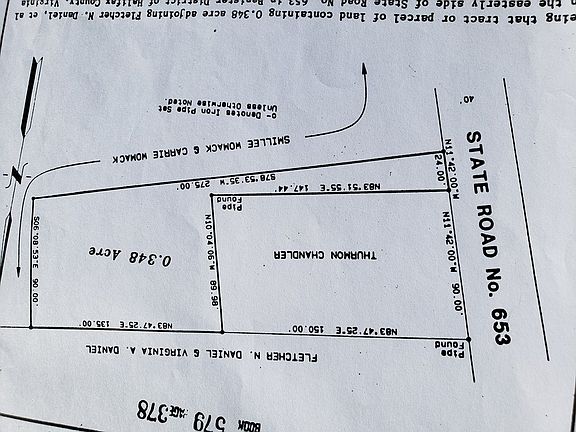 BOOK 579 PAGE 378
FLETCHER N. DANIEL & VIRGINIA A. DANIEL
Pipe
Found
N83°47'25"E 150.00'
N83°47'25"E 135.00'
STATE ROAD No. 653
40'
N11°42'00"W 90.00'
THURMON CHANDLER
N10°04'06"W 89.98'
0.348 Acre
S06°08'53"E 90.00'
Pipe
Found
N83°51'55"E 147.44'
N11°42'00"W
24.00'
S78°53'35"W 275.00'
SMILLEE WOMACK & CARRIE WOMACK
N
o- Denotes Iron Pipe Set
Unless Otherwise Noted.
eing that tract or parcel of land containing 0.348 acre adjoining Fletcher N. Daniel, et al
n the easterly side of State Road No. 653 in District of Halifax County, Virginia